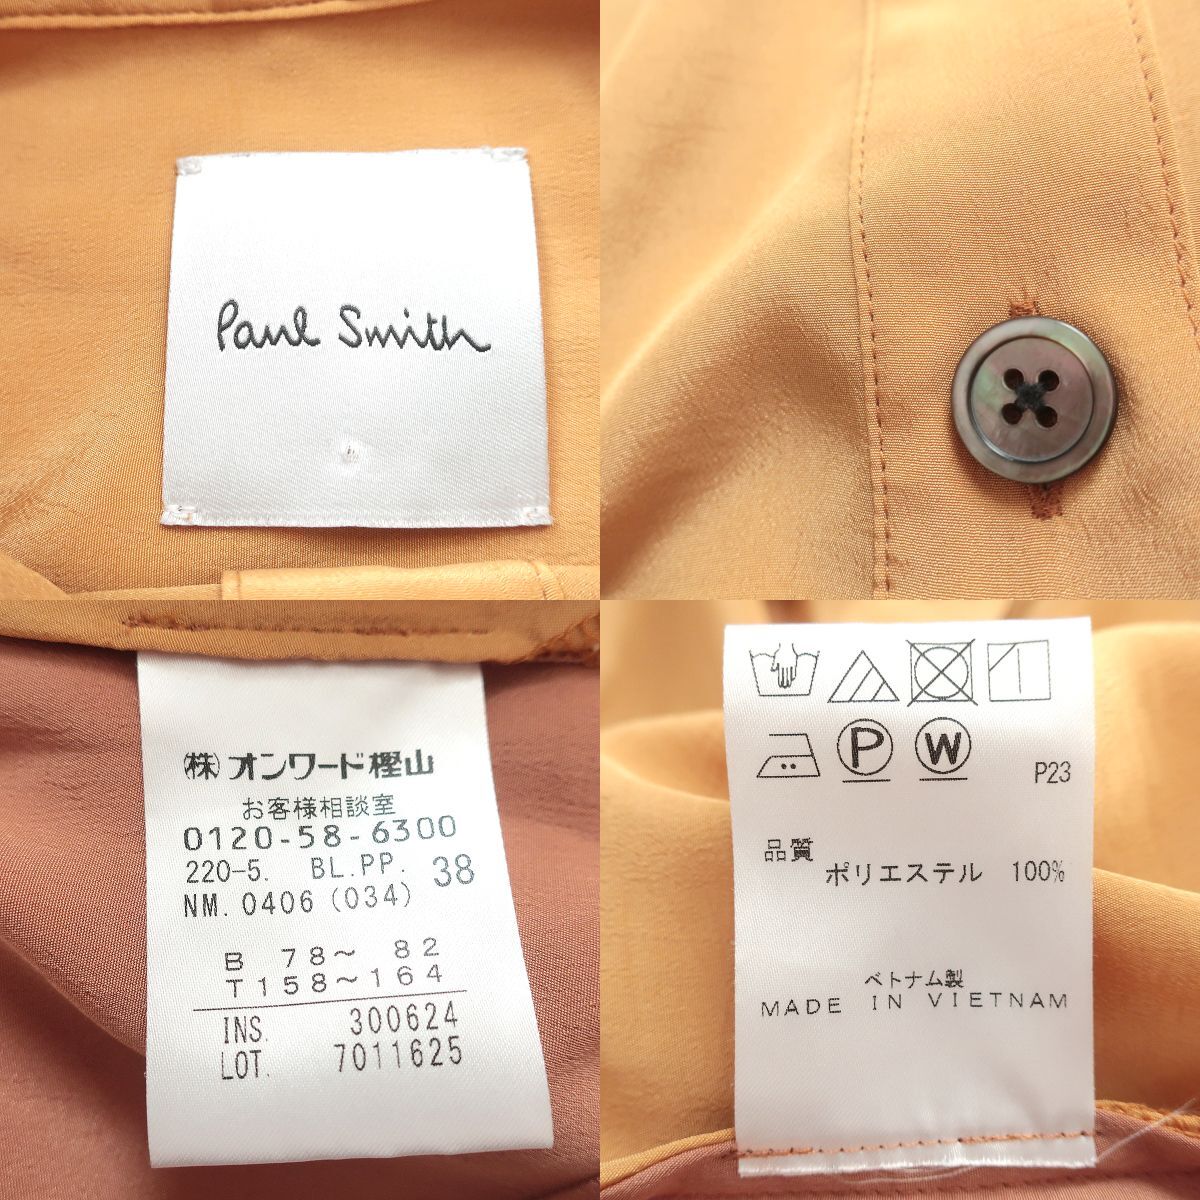 Paul Smith
㈱オンワード樫山
お客様相談室
0120-58-6300
220-5. BL.PP. 38
NM. 0406 (034)
B 78～ 82
T158～164
INS. 300624
LOT. 7011625
P W
P23
品質
ポリエステル 100%
ベトナム製
MADE IN VIETNAM